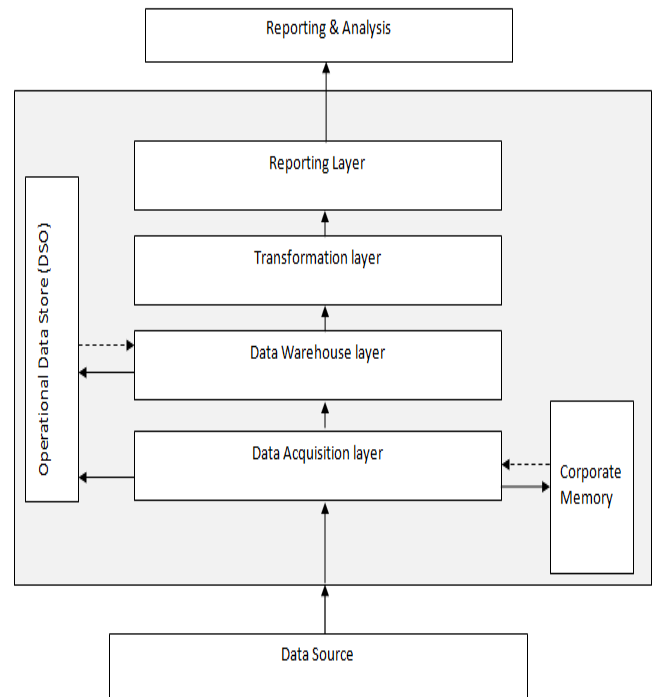 Reporting & Analysis
Reporting Layer
Transformation layer
Operational Data Store (DSO)
Data Warehouse layer
Data Acquisition layer
Corporate
Memory
Data Source